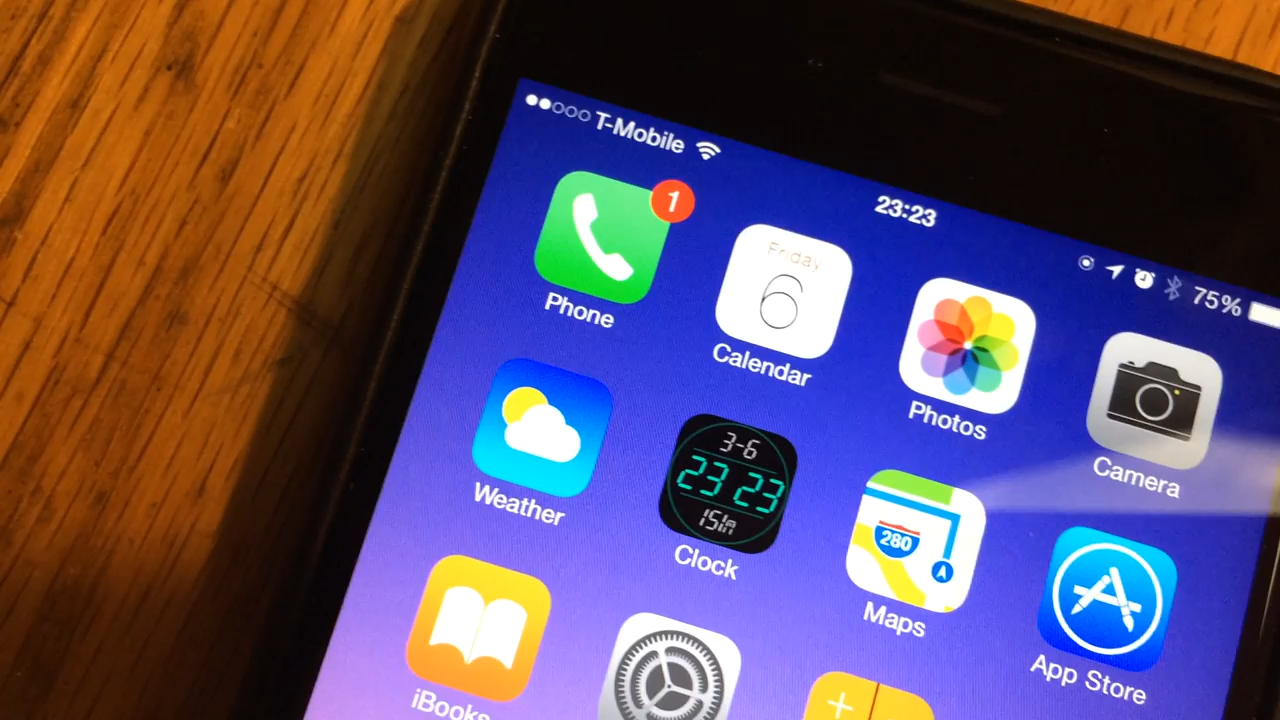 T-Mobile
23:23
75%
1
Friday
6
Phone
Calendar
Photos
Camera
3-6
23 23
Weather
Clock
280
Maps
App Store
iBooks